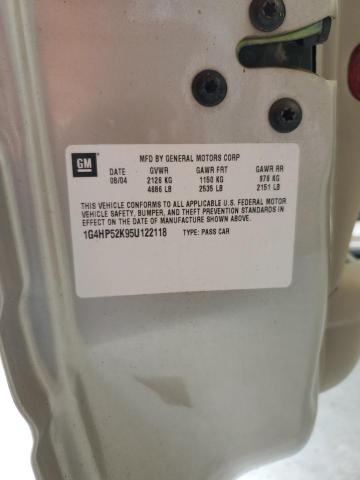 GM
MFD BY GENERAL MOTORS CORP
DATE GVWR GAWR FRT GAWR RR
08/04 2126 KG 1150 KG 976 KG
4686 LB 2535 LB 2151 LB
THIS VEHICLE CONFORMS TO ALL APPLICABLE U.S. FEDERAL MOTOR
VEHICLE SAFETY, BUMPER, AND THEFT PREVENTION STANDARDS IN
EFFECT ON THE DATE OF MANUFACTURE SHOWN ABOVE.
1G4HP52K95U122118 TYPE: PASS CAR